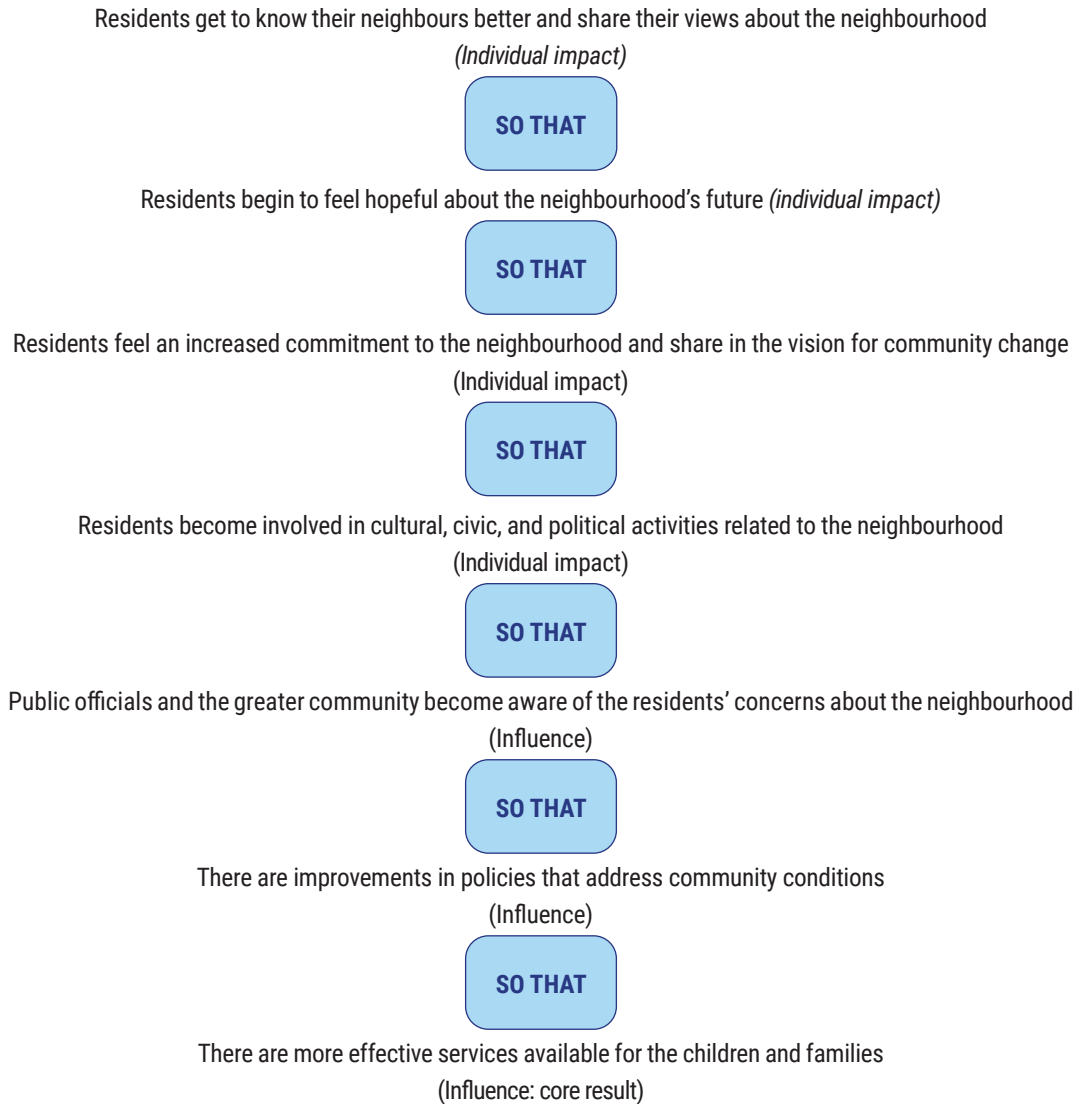 Residents get to know their neighbours better and share their views about the neighbourhood
(Individual impact)
SO THAT
Residents begin to feel hopeful about the neighbourhood's future (individual impact)
SO THAT
Residents feel an increased commitment to the neighbourhood and share in the vision for community change
(Individual impact)
SO THAT
Residents become involved in cultural, civic, and political activities related to the neighbourhood
(Individual impact)
SO THAT
Public officials and the greater community become aware of the residents' concerns about the neighbourhood
(Influence)
SO THAT
There are improvements in policies that address community conditions
(Influence)
SO THAT
There are more effective services available for the children and families
(Influence: core result)